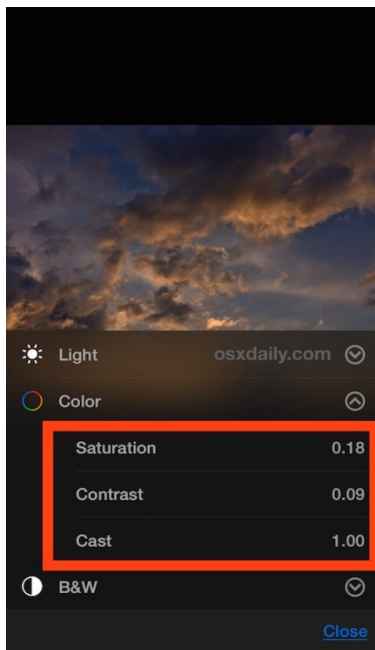 Light osxdaily.com
Color
Saturation 0.18
Contrast 0.09
Cast 1.00
B&W
Close